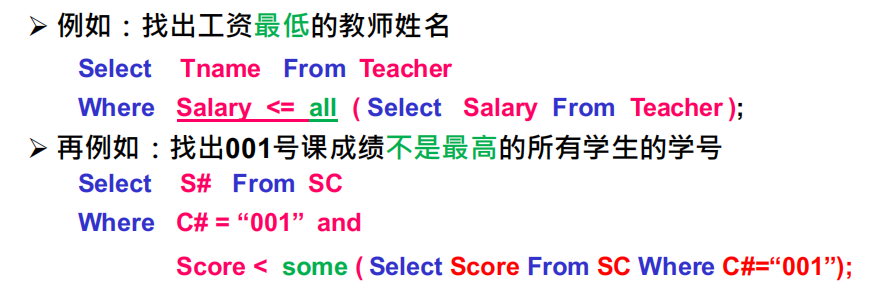 ➢ 例如：找出工资最低的教师姓名
Select Tname From Teacher
Where Salary <= all ( Select Salary From Teacher );
➢ 再例如：找出001号课成绩不是最高的所有学生的学号
Select S# From SC
Where C# = “001” and
Score < some ( Select Score From SC Where C#=“001”);